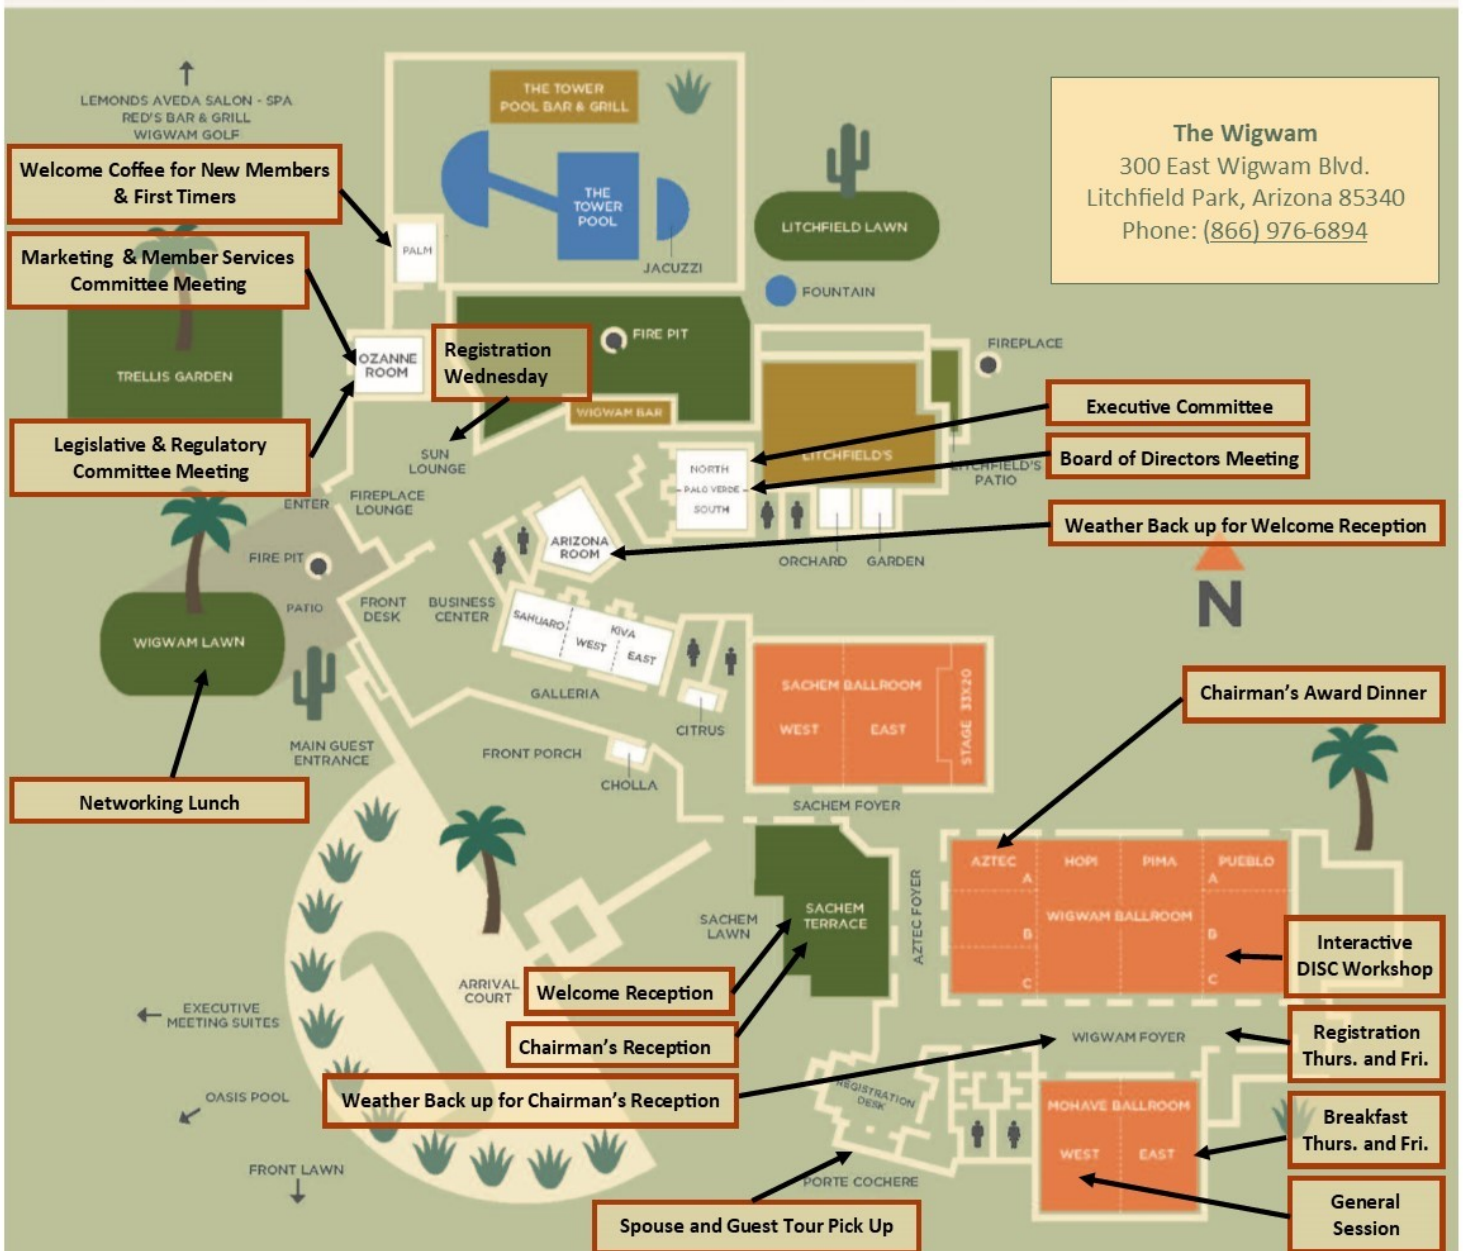 LEMONDS AVEDA SALON - SPA
RED'S BAR & GRILL
WIGWAM GOLF
THE TOWER
POOL BAR & GRILL
The Wigwam
300 East Wigwam Blvd.
Litchfield Park, Arizona 85340
Phone: (866) 976-6894
Welcome Coffee for New Members
& First Timers
THE
TOWER
POOL
LITCHFIELD LAWN
PALM
JACUZZI
Marketing & Member Services
Committee Meeting
FOUNTAIN
FIRE PIT
FIREPLACE
TRELLIS GARDEN
OZANNE
ROOM
Registration
Wednesday
WIGWAM BAR
Executive Committee
Legislative & Regulatory
Committee Meeting
SUN
LOUNGE
NORTH
PALO VERDE
SOUTH
LITCHFIELD'S
LITCHFIELD'S
PATIO
Board of Directors Meeting
ENTER
FIREPLACE
LOUNGE
Weather Back up for Welcome Reception
ARIZONA
ROOM
ORCHARD
GARDEN
FIRE PIT
PATIO
FRONT
DESK
BUSINESS
CENTER
N
WIGWAM LAWN
SAHUARO
KIVA
WEST
EAST
GALLERIA
CITRUS
SACHEM BALLROOM
WEST
EAST
STAGE 33X20
Chairman's Award Dinner
MAIN GUEST
ENTRANCE
FRONT PORCH
CHOLLA
Networking Lunch
SACHEM FOYER
AZTEC
HOPI
PIMA
PUEBLO
A
A
WIGWAM BALLROOM
B
B
C
C
SACHEM
LAWN
SACHEM
TERRACE
AZTEC FOYER
Interactive
DISC Workshop
ARRIVAL
COURT
Welcome Reception
EXECUTIVE
MEETING SUITES
Chairman's Reception
WIGWAM FOYER
Registration
Thurs. and Fri.
OASIS POOL
Weather Back up for Chairman's Reception
REGISTRATION
DESK
MOHAVE BALLROOM
WEST
EAST
Breakfast
Thurs. and Fri.
FRONT LAWN
PORTE COCHERE
Spouse and Guest Tour Pick Up
General
Session